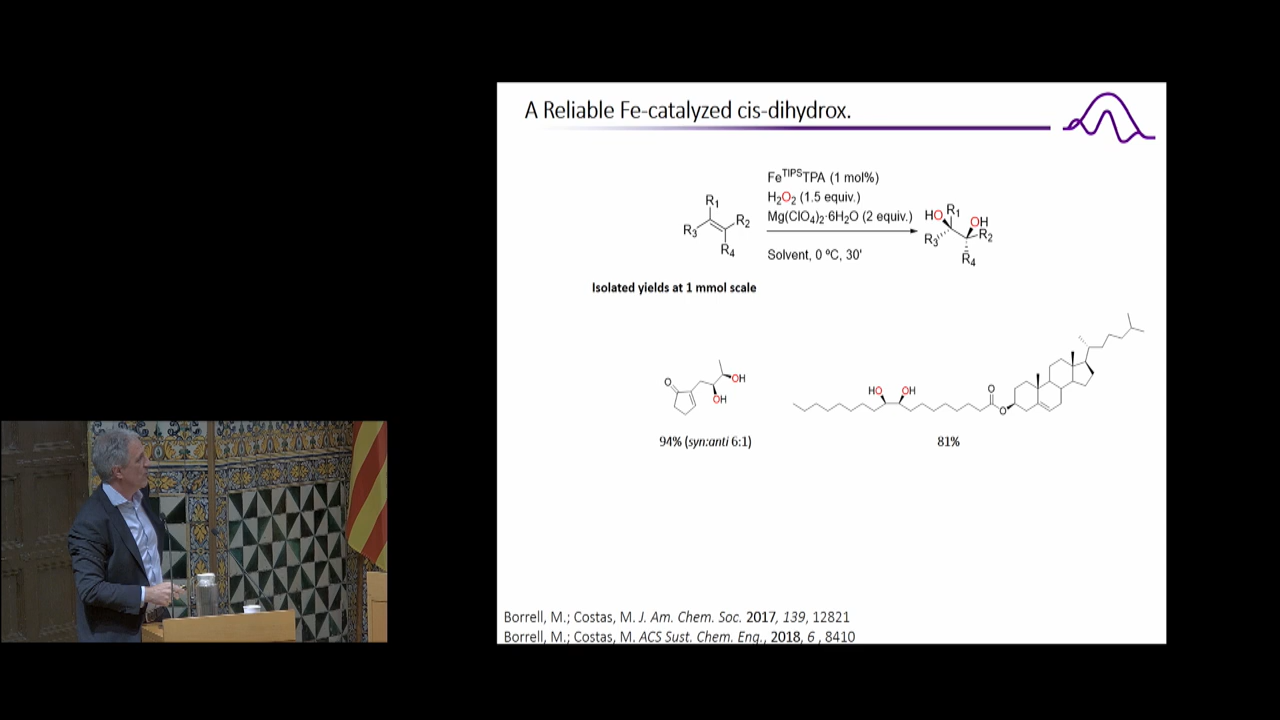 A Reliable Fe-catalyzed cis-dihydrox.
FeTIPSTPA (1 mol%)
H2O2 (1.5 equiv.)
Mg(ClO4)2·6H2O (2 equiv.)
Solvent, 0 ºC, 30'
R1
R2
R3
R4
HO
R1
OH
R2
R3
R4
Isolated yields at 1 mmol scale
O
OH
OH
94% (syn:anti 6:1)
HO
OH
O
O
81%
Borrell, M.; Costas, M. J. Am. Chem. Soc. 2017, 139, 12821
Borrell, M.; Costas, M. ACS Sust. Chem. Eng., 2018, 6 , 8410